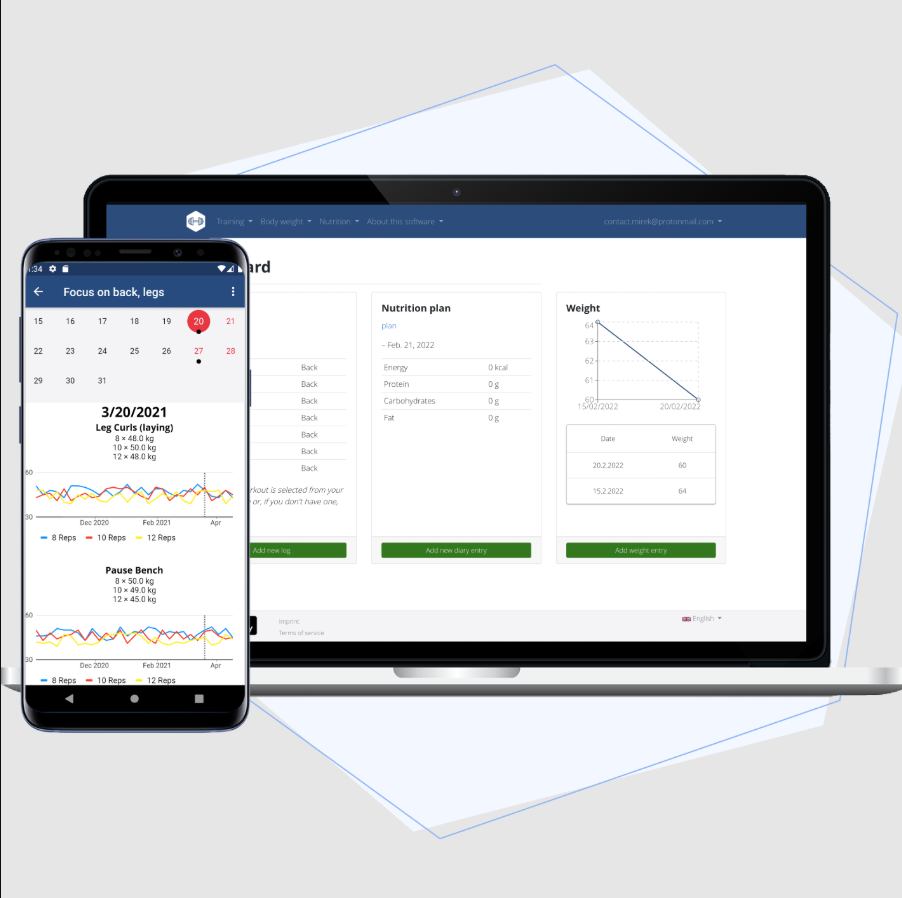 Training
Body weight
Nutrition
About this software
contact.mirek@protonmail.com
ard
Back
Back
Back
Back
Back
Back
Back
rkout is selected from your
or, if you don't have one,
Add new log
Nutrition plan
plan
– Feb. 21, 2022
Energy 0 kcal
Protein 0 g
Carbohydrates 0 g
Fat 0 g
Add new diary entry
Weight
64
63
62
61
60
15/02/2022 20/02/2022
Date Weight
20.2.2022 60
15.2.2022 64
Add weight entry
Imprint
Terms of service
English
:34
Focus on back, legs
15 16 17 18 19 20 21
22 23 24 25 26 27 28
29 30 31
3/20/2021
Leg Curls (laying)
8 × 48.0 kg
10 × 50.0 kg
12 × 48.0 kg
60
30
Dec 2020 Feb 2021 Apr
8 Reps 10 Reps 12 Reps
Pause Bench
8 × 50.0 kg
10 × 49.0 kg
12 × 45.0 kg
60
30
Dec 2020 Feb 2021 Apr
8 Reps 10 Reps 12 Reps